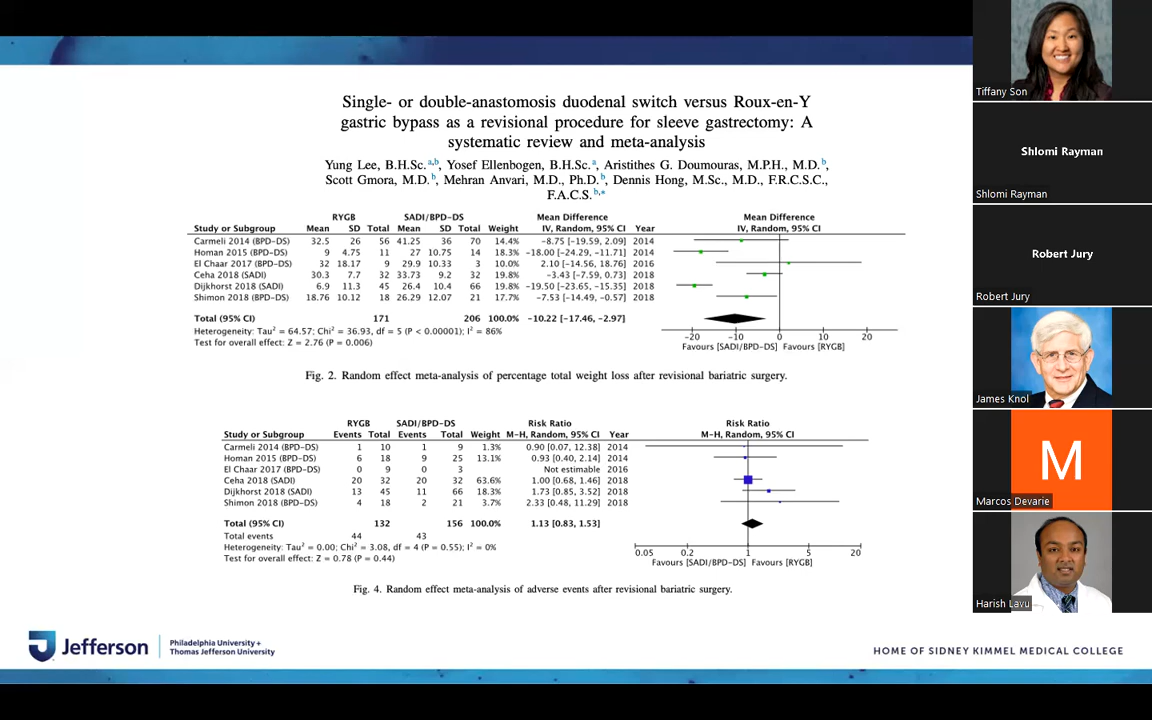 Single- or double-anastomosis duodenal switch versus Roux-en-Y
gastric bypass as a revisional procedure for sleeve gastrectomy: A
systematic review and meta-analysis
Yung Lee, B.H.Sc.a,b, Yosef Ellenbogen, B.H.Sc.a, Aristithes G. Doumouras, M.P.H., M.D.b,
Scott Gmora, M.D.b, Mehran Anvari, M.D., Ph.D.b, Dennis Hong, M.Sc., M.D., F.R.C.S.C.,
F.A.C.S.b,*
RYGB SADI/BPD-DS Mean Difference Mean Difference
Study or Subgroup Mean SD Total Mean SD Total Weight IV, Random, 95% CI Year IV, Random, 95% CI
Carmeli 2014 (BPD-DS) 32.5 26 56 41.25 36 70 14.4% -8.75 [-19.59, 2.09] 2014
Homan 2015 (BPD-DS) 9 4.75 11 27 10.75 14 18.3% -18.00 [-24.29, -11.71] 2014
El Chaar 2017 (BPD-DS) 32 18.17 9 29.9 10.33 3 10.0% 2.10 [-14.56, 18.76] 2016
Ceha 2018 (SADI) 30.3 7.7 32 33.73 9.2 32 19.8% -3.43 [-7.59, 0.73] 2018
Dijkhorst 2018 (SADI) 6.9 11.3 45 26.4 10.4 66 19.8% -19.50 [-23.65, -15.35] 2018
Shimon 2018 (BPD-DS) 18.76 10.12 18 26.29 12.07 21 17.7% -7.53 [-14.49, -0.57] 2018
Total (95% CI) 171 206 100.0% -10.22 [-17.46, -2.97]
Heterogeneity: Tau² = 64.57; Chi² = 36.93, df = 5 (P < 0.00001); I² = 86%
Test for overall effect: Z = 2.76 (P = 0.006)
-20 -10 0 10 20
Favours [SADI/BPD-DS] Favours [RYGB]
Fig. 2. Random effect meta-analysis of percentage total weight loss after revisional bariatric surgery.
RYGB SADI/BPD-DS Risk Ratio Risk Ratio
Study or Subgroup Events Total Events Total Weight M-H, Random, 95% CI Year M-H, Random, 95% CI
Carmeli 2014 (BPD-DS) 1 10 1 9 1.3% 0.90 [0.07, 12.38] 2014
Homan 2015 (BPD-DS) 6 18 9 25 13.1% 0.93 [0.40, 2.14] 2014
El Chaar 2017 (BPD-DS) 0 9 0 3 Not estimable 2016
Ceha 2018 (SADI) 20 32 20 32 63.6% 1.00 [0.68, 1.46] 2018
Dijkhorst 2018 (SADI) 13 45 11 66 18.3% 1.73 [0.85, 3.52] 2018
Shimon 2018 (BPD-DS) 4 18 2 21 3.7% 2.33 [0.48, 11.29] 2018
Total (95% CI) 132 156 100.0% 1.13 [0.83, 1.53]
Total events 44 43
Heterogeneity: Tau² = 0.00; Chi² = 3.08, df = 4 (P = 0.55); I² = 0%
Test for overall effect: Z = 0.78 (P = 0.44)
0.05 0.2 1 5 20
Favours [SADI/BPD-DS] Favours [RYGB]
Fig. 4. Random effect meta-analysis of adverse events after revisional bariatric surgery.
Jefferson
Philadelphia University +
Thomas Jefferson University
HOME OF SIDNEY KIMMEL MEDICAL COLLEGE
Tiffany Son
Shlomi Rayman
Shlomi Rayman
Robert Jury
Robert Jury
James Knol
M
Marcos Devarie
Harish Lavu